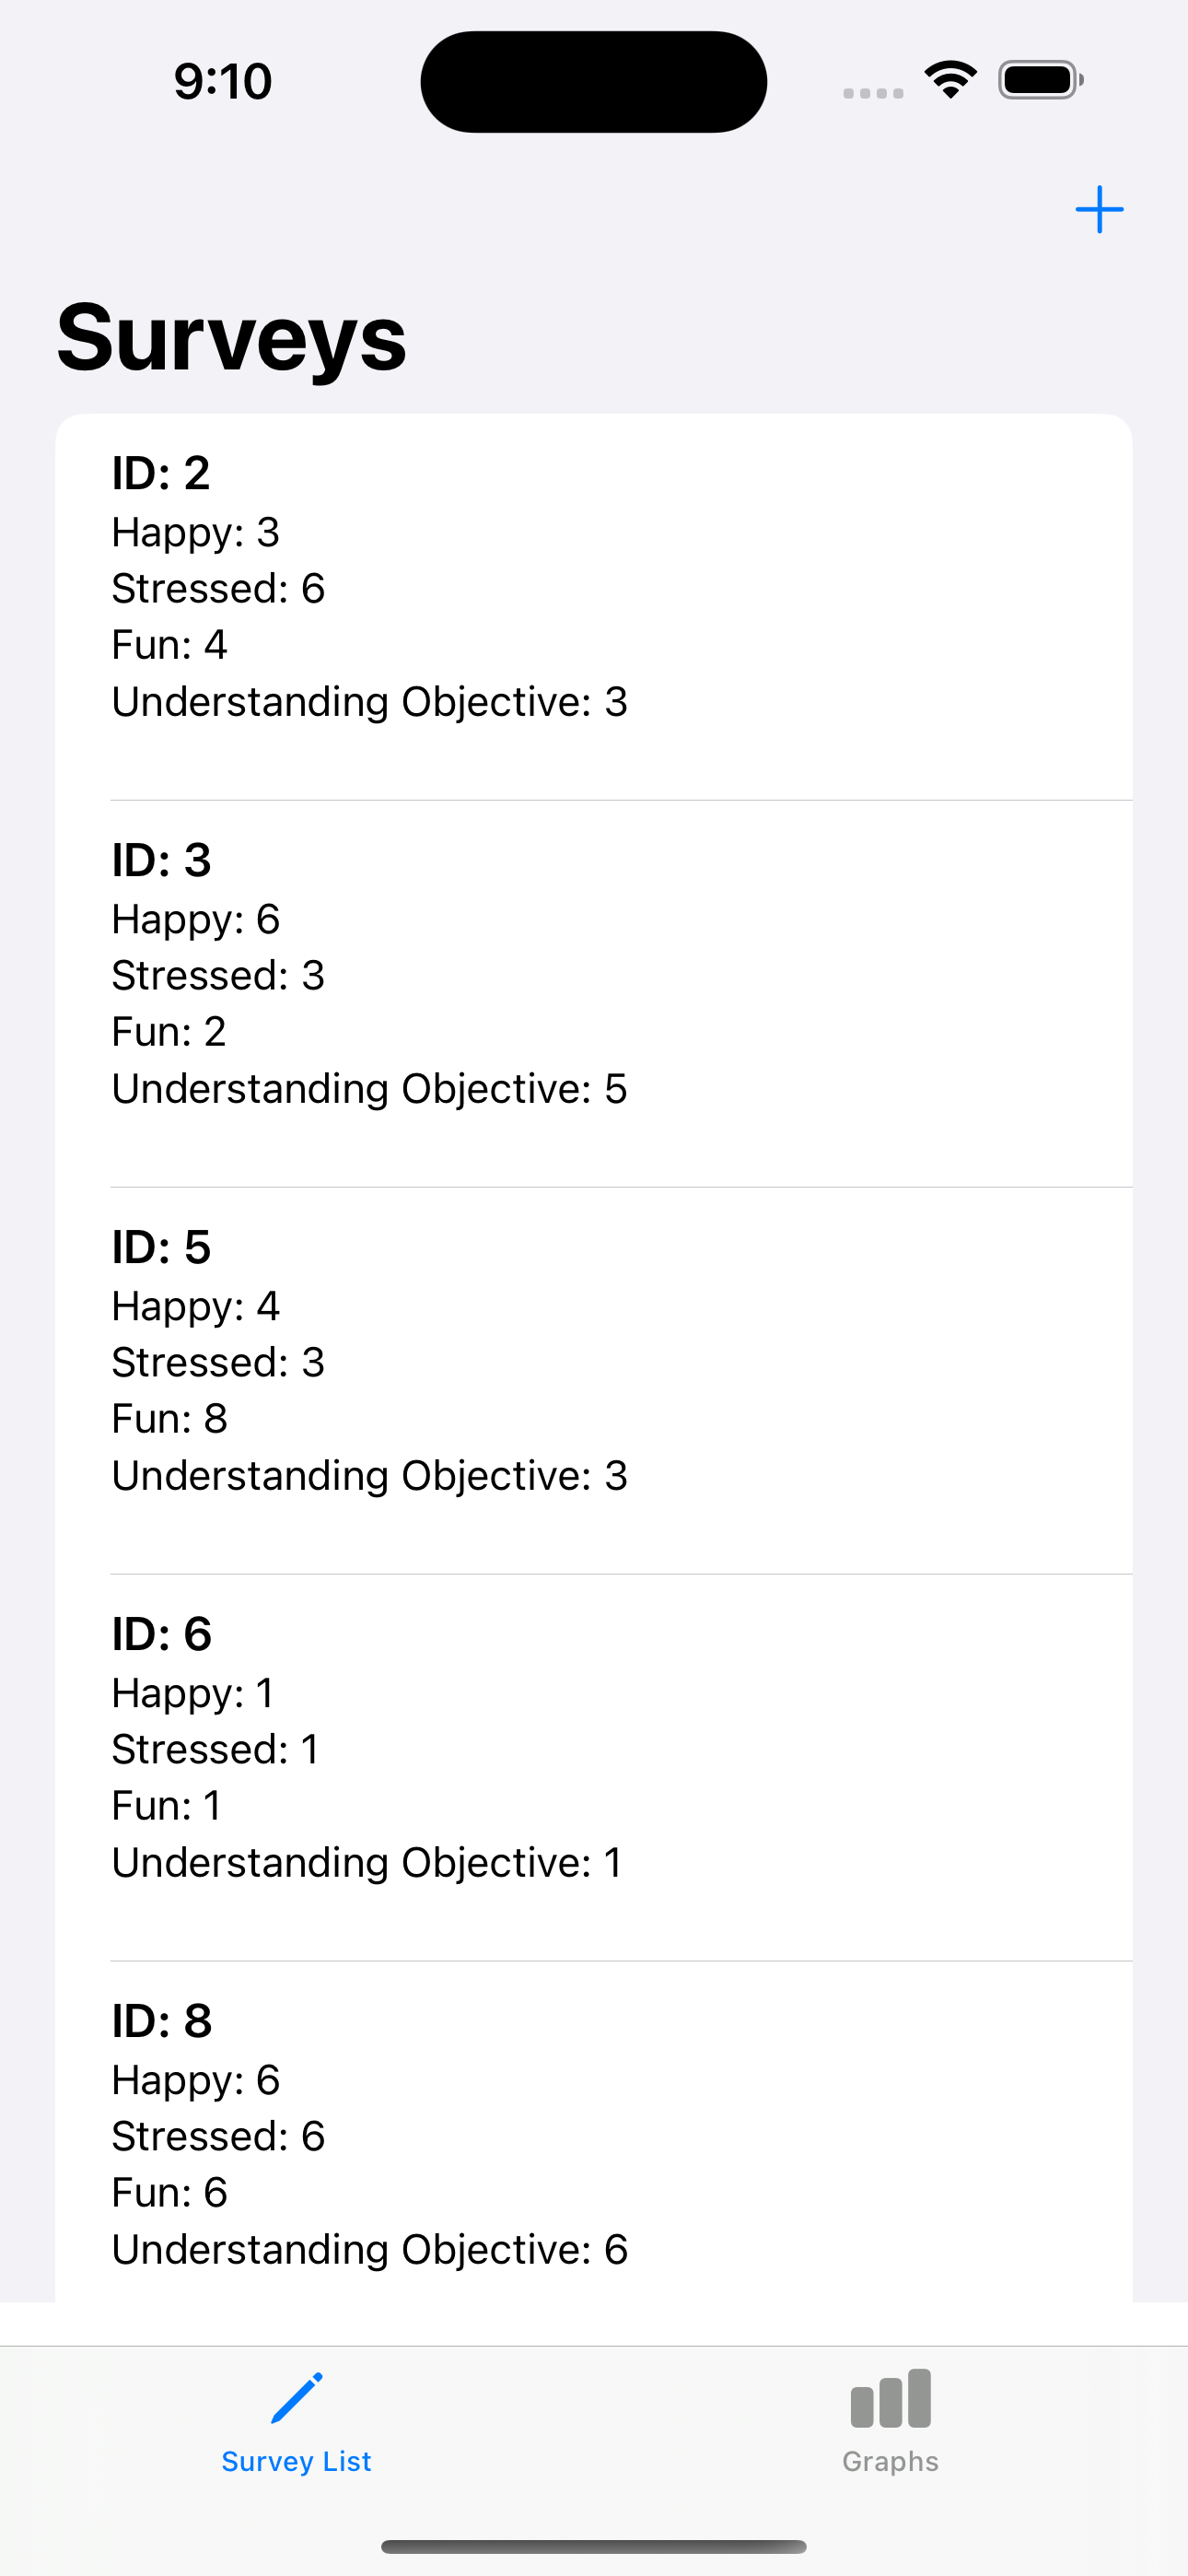 9:10
Surveys
ID: 2
Happy: 3
Stressed: 6
Fun: 4
Understanding Objective: 3
ID: 3
Happy: 6
Stressed: 3
Fun: 2
Understanding Objective: 5
ID: 5
Happy: 4
Stressed: 3
Fun: 8
Understanding Objective: 3
ID: 6
Happy: 1
Stressed: 1
Fun: 1
Understanding Objective: 1
ID: 8
Happy: 6
Stressed: 6
Fun: 6
Understanding Objective: 6
Survey List
Graphs